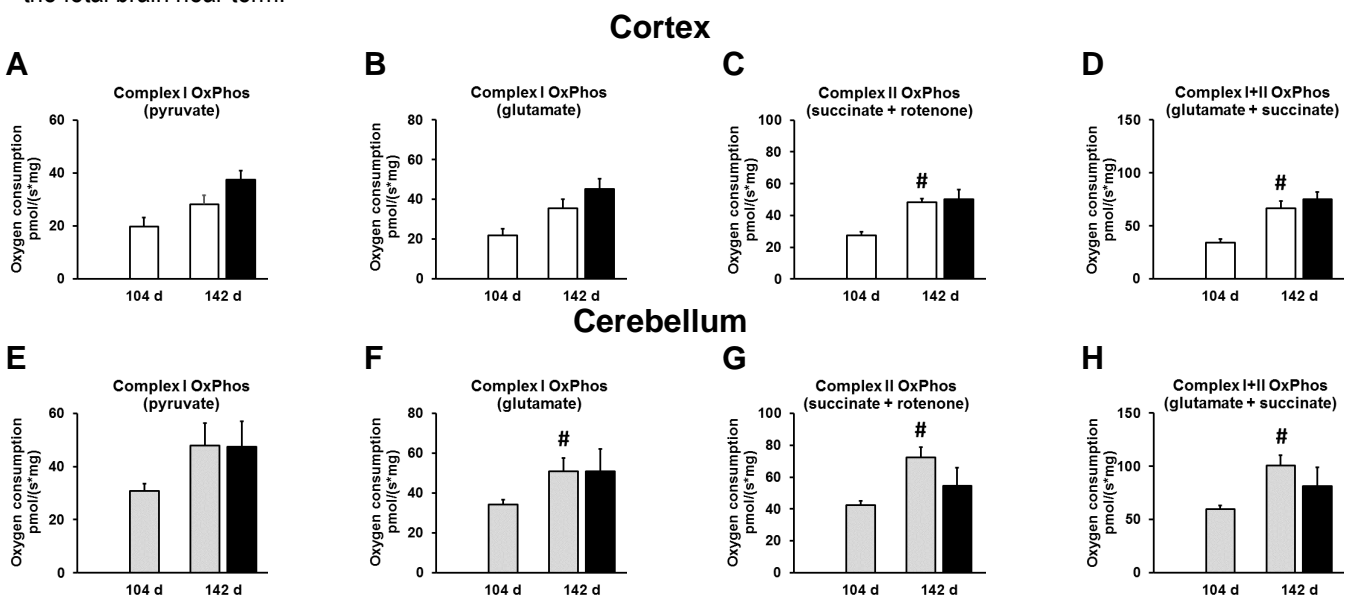 the fetal brain near term.
Cortex
A
B
C
D
Complex I OxPhos
(pyruvate)
Complex I OxPhos
(glutamate)
Complex II OxPhos
(succinate + rotenone)
Complex I+II OxPhos
(glutamate + succinate)
Oxygen consumption
pmol/(s*mg)
60
40
20
0
104 d
142 d
Oxygen consumption
pmol/(s*mg)
80
60
40
20
0
104 d
142 d
Oxygen consumption
pmol/(s*mg)
100
80
60
40
20
0
#
104 d
142 d
Oxygen consumption
pmol/(s*mg)
150
100
50
0
#
104 d
142 d
Cerebellum
E
F
G
H
Complex I OxPhos
(pyruvate)
Complex I OxPhos
(glutamate)
Complex II OxPhos
(succinate + rotenone)
Complex I+II OxPhos
(glutamate + succinate)
Oxygen consumption
pmol/(s*mg)
60
40
20
0
104 d
142 d
Oxygen consumption
pmol/(s*mg)
80
60
40
20
0
#
104 d
142 d
Oxygen consumption
pmol/(s*mg)
100
80
60
40
20
0
#
104 d
142 d
Oxygen consumption
pmol/(s*mg)
150
100
50
0
#
104 d
142 d